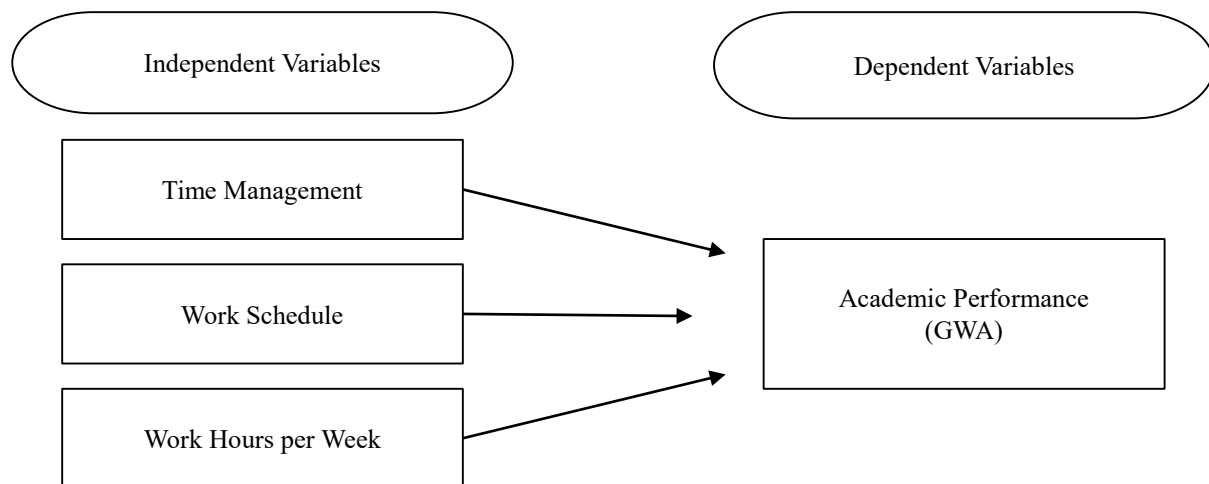 Independent Variables
Dependent Variables
Time Management
Work Schedule
Academic Performance
(GWA)
Work Hours per Week